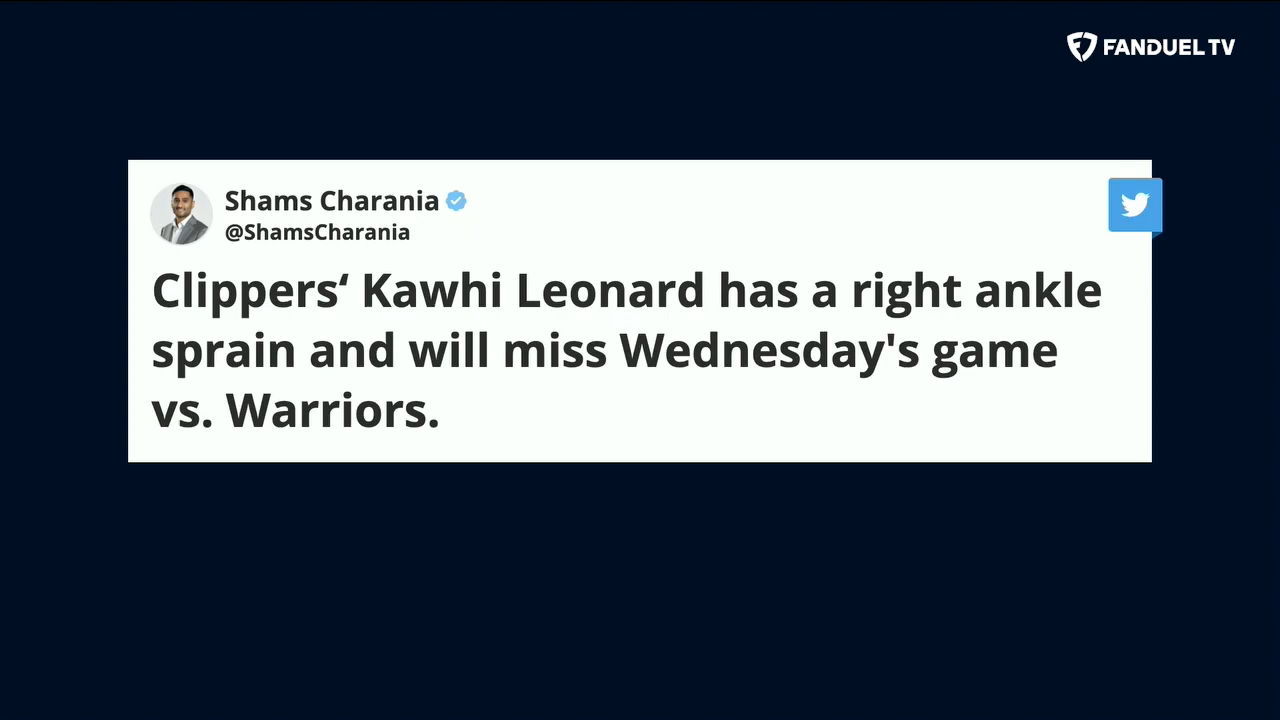 FANDUEL TV
Shams Charania
@ShamsCharania
Clippers‘ Kawhi Leonard has a right ankle
sprain and will miss Wednesday's game
vs. Warriors.